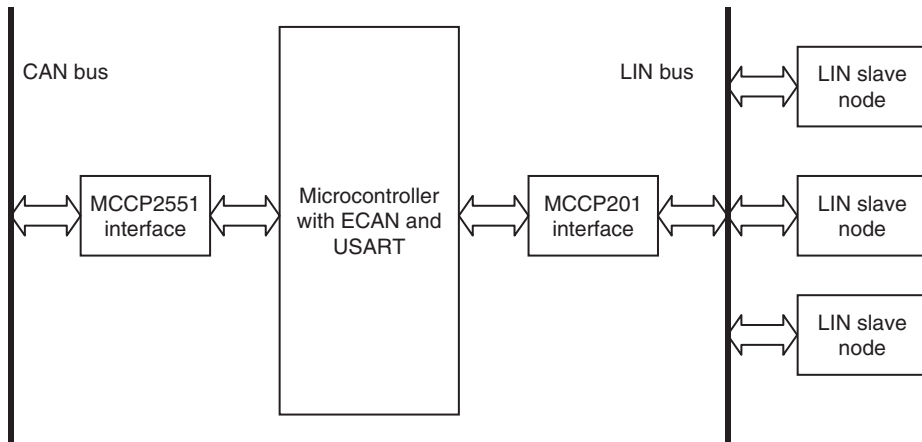 CAN bus
MCCP2551
interface
Microcontroller
with ECAN and
USART
LIN bus
MCCP201
interface
LIN slave
node
LIN slave
node
LIN slave
node